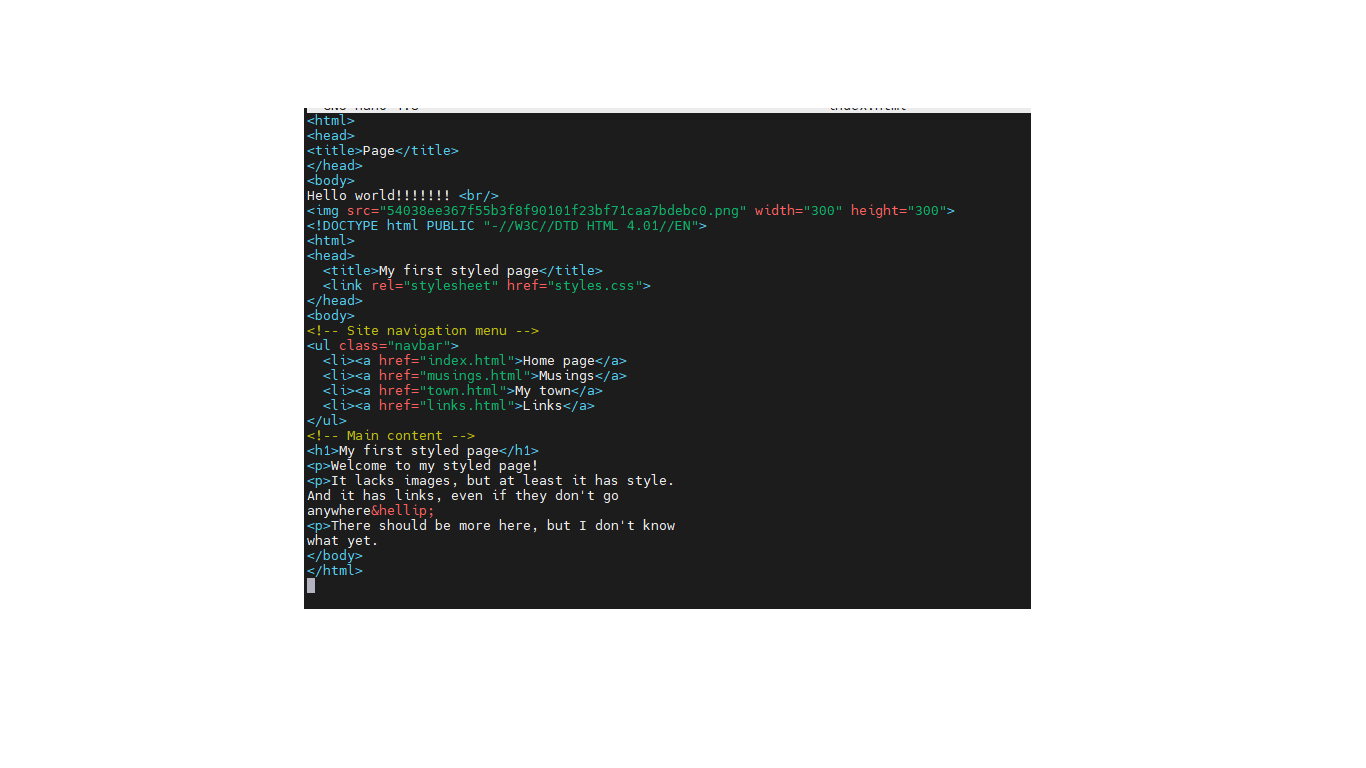 <html>
<head>
<title>Page</title>
</head>
<body>
Hello world!!!!!!! <br/>
<img src="54038ee367f55b3f8f90101f23bf71caa7bdebc0.png" width="300" height="300">
<!DOCTYPE html PUBLIC "-//W3C//DTD HTML 4.01//EN">
<html>
<head>
  <title>My first styled page</title>
  <link rel="stylesheet" href="styles.css">
</head>
<body>
<!-- Site navigation menu -->
<ul class="navbar">
  <li><a href="index.html">Home page</a>
  <li><a href="musings.html">Musings</a>
  <li><a href="town.html">My town</a>
  <li><a href="links.html">Links</a>
</ul>
<!-- Main content -->
<h1>My first styled page</h1>
<p>Welcome to my styled page!
<p>It lacks images, but at least it has style.
And it has links, even if they don't go
anywhere&hellip;
<p>There should be more here, but I don't know
what yet.
</body>
</html>